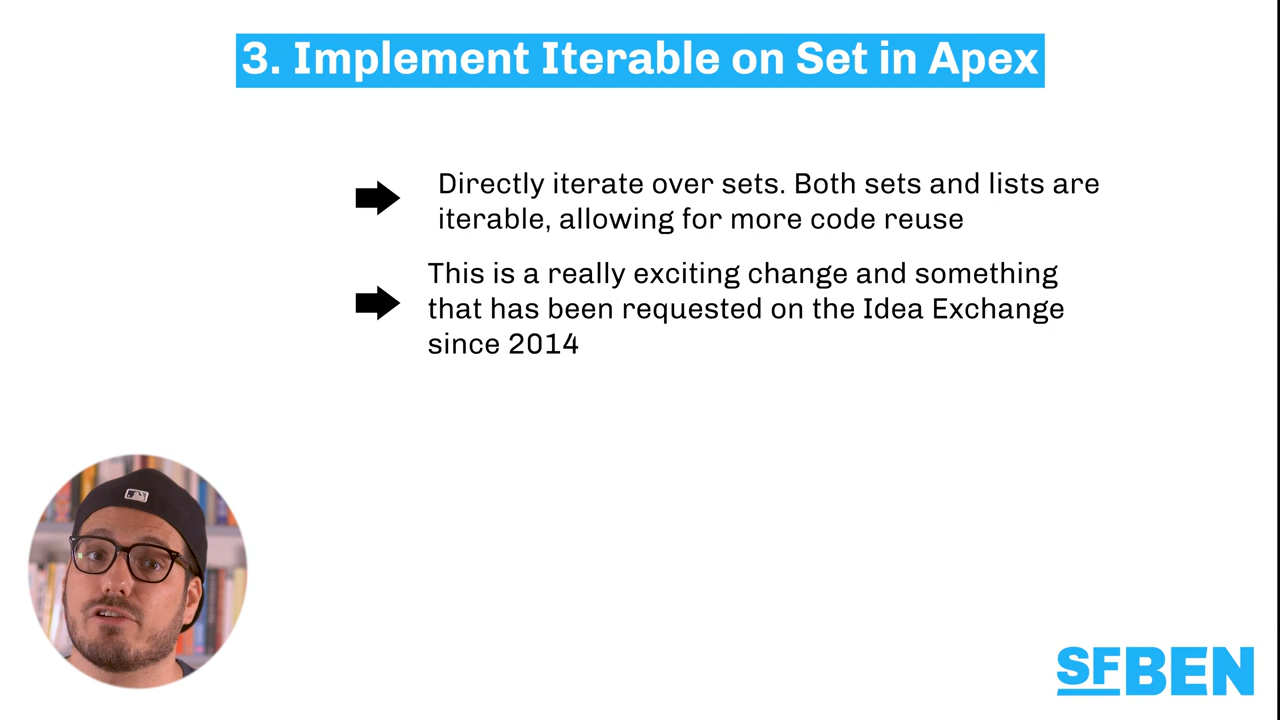 3. Implement Iterable on Set in Apex
Directly iterate over sets. Both sets and lists are
iterable, allowing for more code reuse
This is a really exciting change and something
that has been requested on the Idea Exchange
since 2014
SFBEN